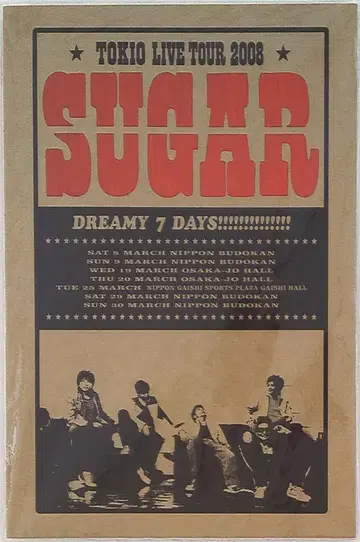 ★ TOKIO LIVE TOUR 2008 ★
SUGAR
DREAMY 7 DAYS!!!!!!!!!!!!!!!
SAT 8 MARCH NIPPON BUDOKAN
SUN 9 MARCH NIPPON BUDOKAN
WED 19 MARCH OSAKA-JO HALL
THU 20 MARCH OSAKA-JO HALL
TUE 25 MARCH NIPPON GAISHI SPORTS PLAZA GAISHI HALL
SAT 29 MARCH NIPPON BUDOKAN
SUN 30 MARCH NIPPON BUDOKAN